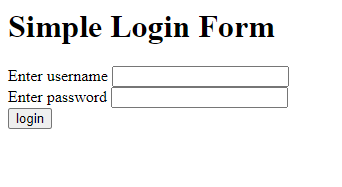 Simple Login Form
Enter username
Enter password
login